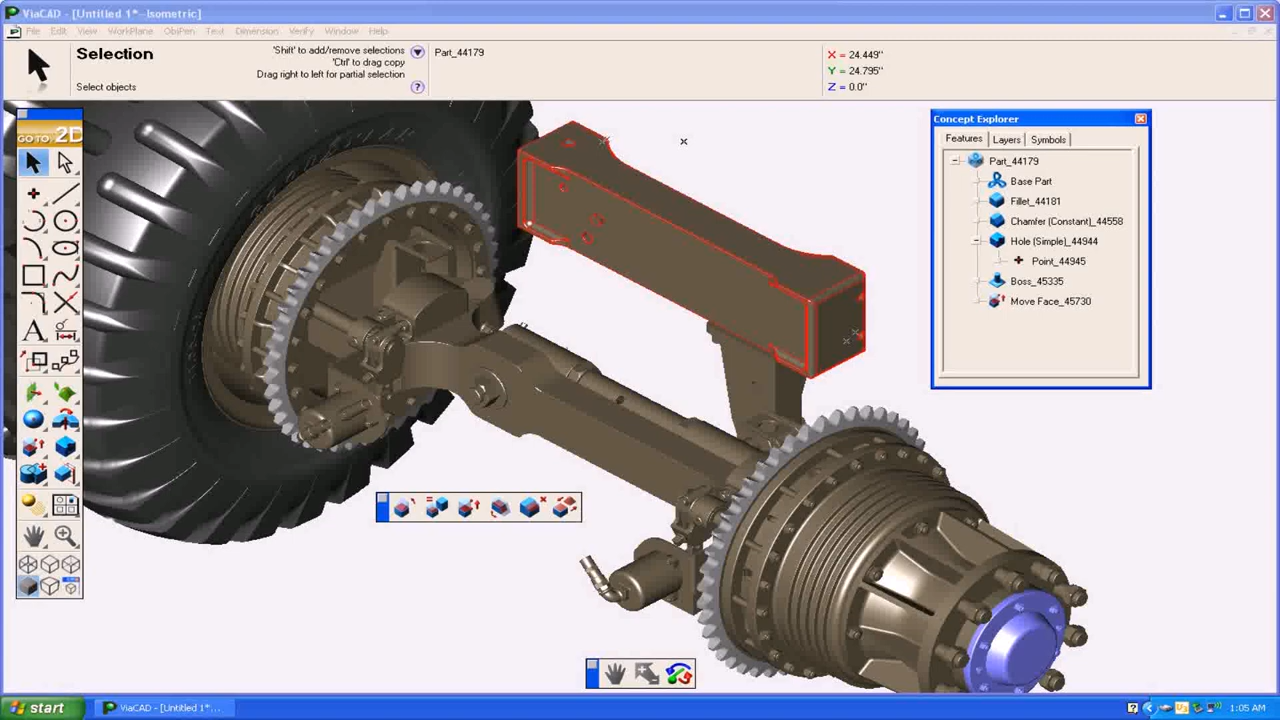 ViaCAD - [Untitled 1*--Isometric]
File Edit View WorkPlane ObjPen Text Dimension Verify Window Help
Selection
Select objects
'Shift' to add/remove selections
'Ctrl' to drag copy
Drag right to left for partial selection
?
Part_44179
X = 24.449"
Y = 24.795"
Z = 0.0"
GO TO: 2D
A
Concept Explorer
Features Layers Symbols
Part_44179
Base Part
Fillet_44181
Chamfer (Constant)_44558
Hole (Simple)_44944
Point_44945
Boss_45335
Move Face_45730
start
ViaCAD - [Untitled 1*...
1:05 AM